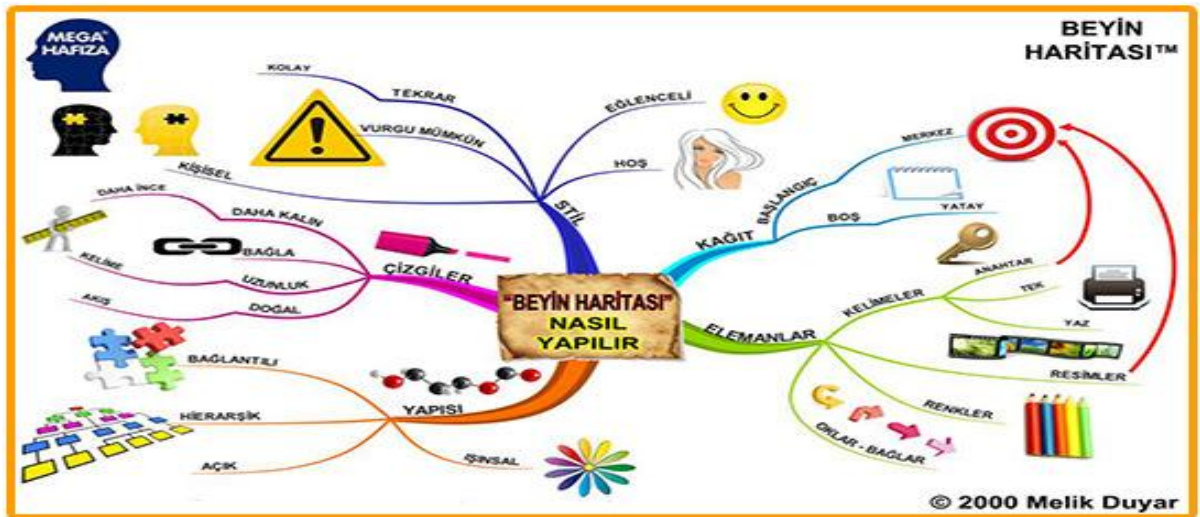 MEGA HAFIZA
BEYİN
HARİTASI™
KOLAY
TEKRAR
VURGU MÜMKÜN
KİŞİSEL
EĞLENCELİ
HOŞ
STİL
MERKEZ
BAŞLANGIÇ
BOŞ
YATAY
KAĞIT
DAHA İNCE
DAHA KALIN
BAĞLA
KELİME
UZUNLUK
AKIŞ
DOĞAL
ÇİZGİLER
"BEYİN HARİTASI"
NASIL
YAPILIR
ANAHTAR
TEK
YAZ
KELİMELER
ELEMANLAR
RESİMLER
RENKLER
OKLAR - BAĞLAR
BAĞLANTILI
HİERARŞİK
AÇIK
IŞINSAL
YAPISI
© 2000 Melik Duyar